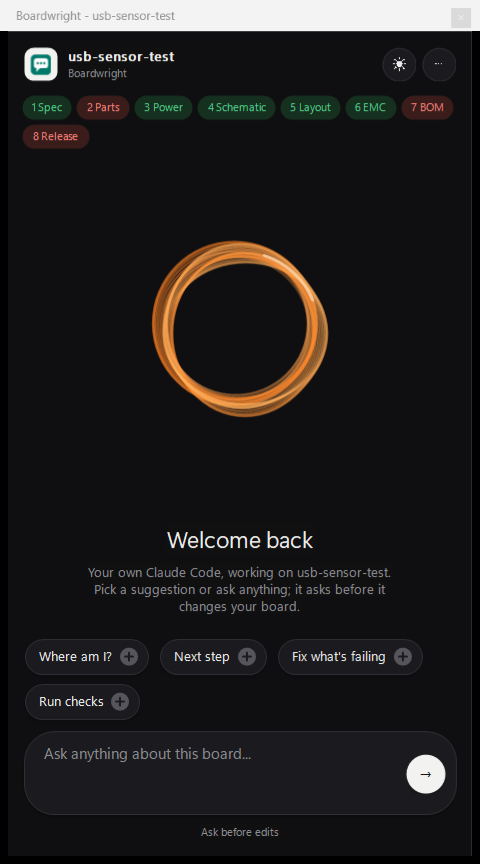 Boardwright - usb-sensor-test
usb-sensor-test
Boardwright
1 Spec 2 Parts 3 Power 4 Schematic 5 Layout 6 EMC 7 BOM
8 Release
Welcome back
Your own Claude Code, working on usb-sensor-test.
Pick a suggestion or ask anything; it asks before it
changes your board.
Where am I? Next step Fix what's failing
Run checks
Ask anything about this board...
Ask before edits